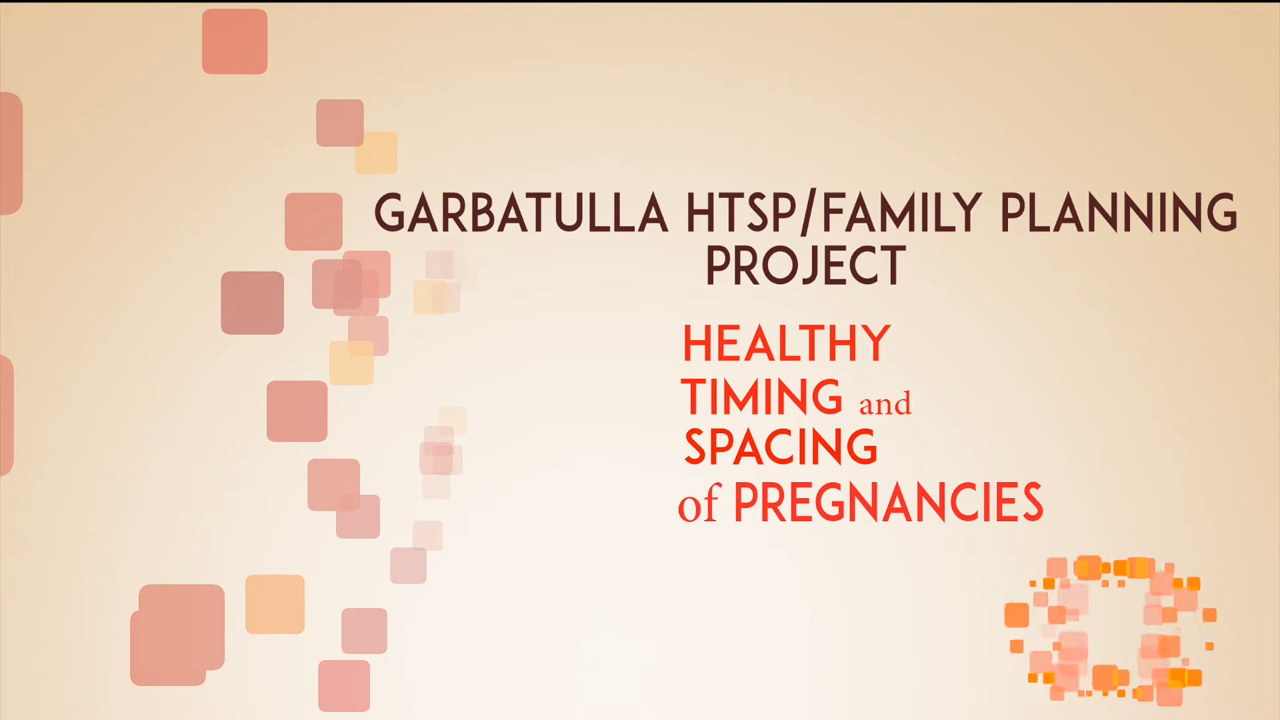 GARBATULLA HTSP/FAMILY PLANNING
PROJECT
HEALTHY
TIMING and
SPACING
of PREGNANCIES